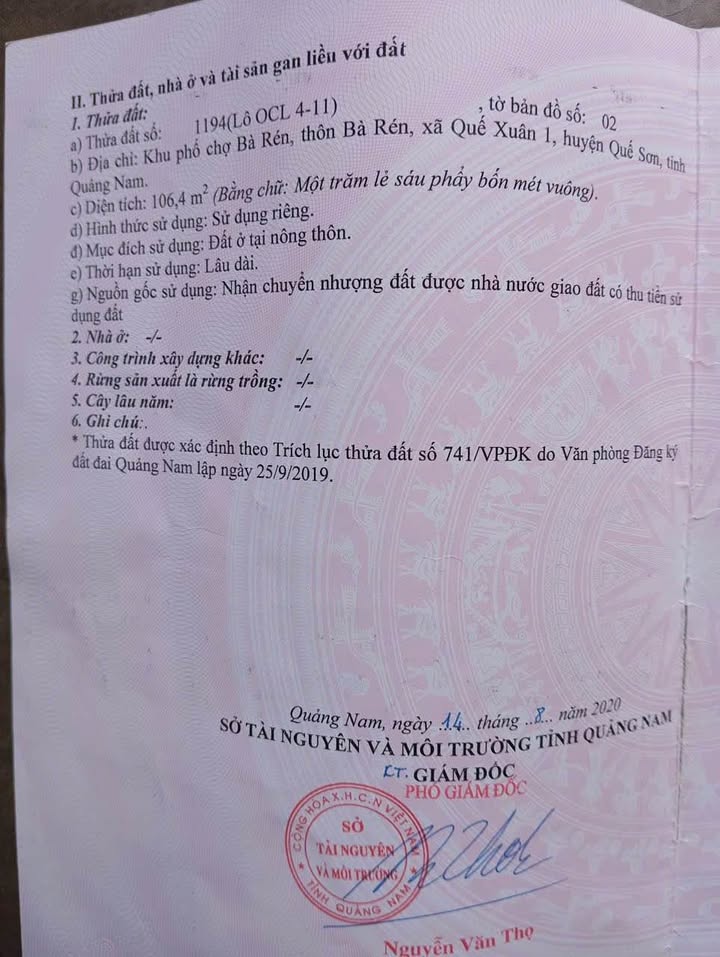 II. Thửa đất, nhà ở và tài sản gan liền với đất
1. Thửa đất:
a) Thửa đất số: 1194(Lô OCL 4-11) , tờ bản đồ số: 02
b) Địa chỉ: Khu phố chợ Bà Rén, thôn Bà Rén, xã Quế Xuân 1, huyện Quế Sơn, tỉnh
Quảng Nam.
c) Diện tích: 106,4 m² (Bằng chữ: Một trăm lẻ sáu phẩy bốn mét vuông).
d) Hình thức sử dụng: Sử dụng riêng.
đ) Mục đích sử dụng: Đất ở tại nông thôn.
e) Thời hạn sử dụng: Lâu dài.
g) Nguồn gốc sử dụng: Nhận chuyển nhượng đất được nhà nước giao đất có thu tiền sử
dụng đất
2. Nhà ở: -/-
3. Công trình xây dựng khác: -/-
4. Rừng sản xuất là rừng trồng: -/-
5. Cây lâu năm: -/-
6. Ghi chú:.
* Thửa đất được xác định theo Trích lục thửa đất số 741/VPĐK do Văn phòng Đăng ký
đất đai Quảng Nam lập ngày 25/9/2019.
Quảng Nam, ngày .14.. tháng ..8... năm 2020
SỞ TÀI NGUYÊN VÀ MÔI TRƯỜNG TỈNH QUẢNG NAM
KT. GIÁM ĐỐC
PHÓ GIÁM ĐỐC
CỘNG HÒA X.H.C.N VIỆT NAM
SỞ
TÀI NGUYÊN
VÀ MÔI TRƯỜNG
TỈNH QUẢNG NAM
Nguyễn Văn Thọ